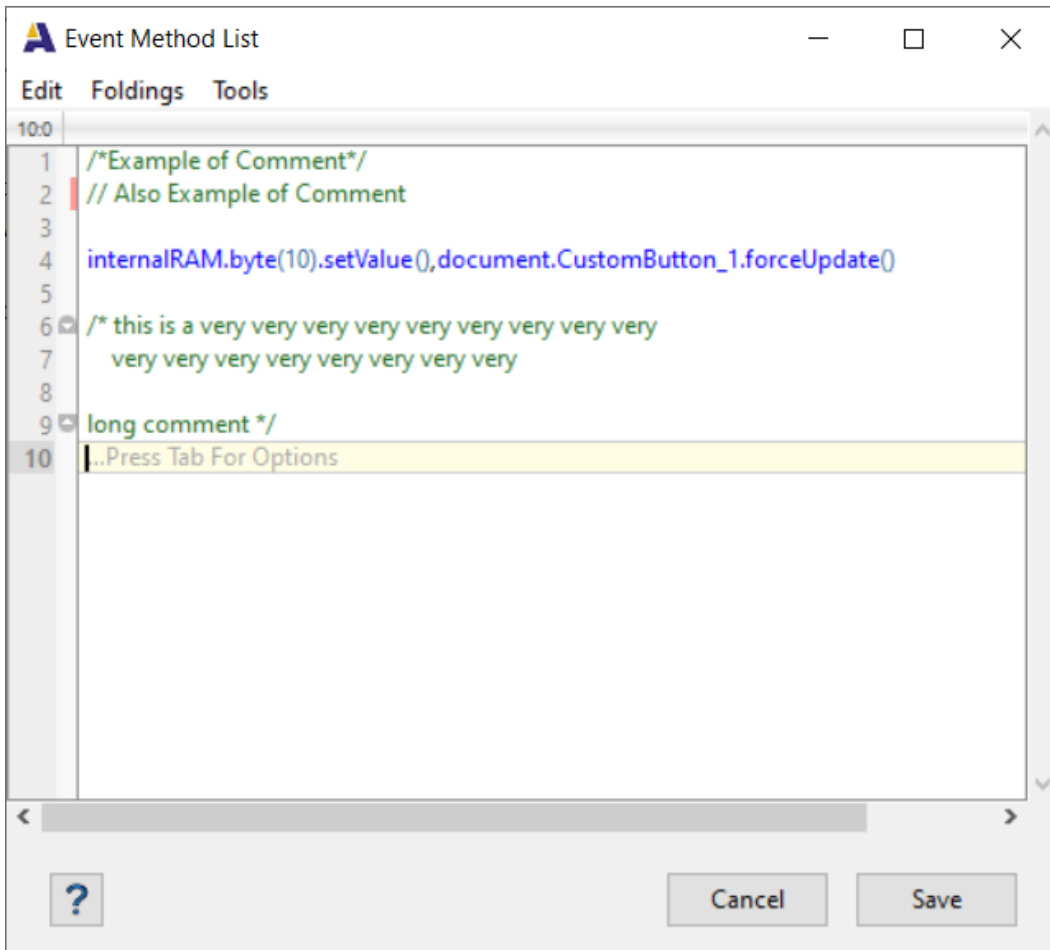 Event Method List
Edit Foldings Tools
10:0
1 /*Example of Comment*/
2 // Also Example of Comment
3
4 internalRAM.byte(10).setValue(),document.CustomButton_1.forceUpdate()
5
6 /* this is a very very very very very very very very very
7 very very very very very very very very
8
9 long comment */
10 ...Press Tab For Options
? Cancel Save